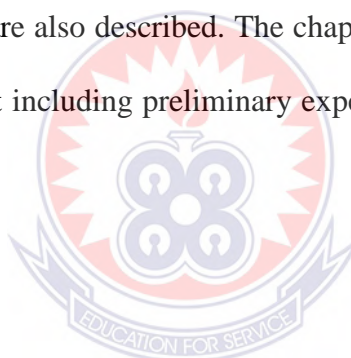 re also described. The chap
t including preliminary expe
EDUCATION FOR SERVICE